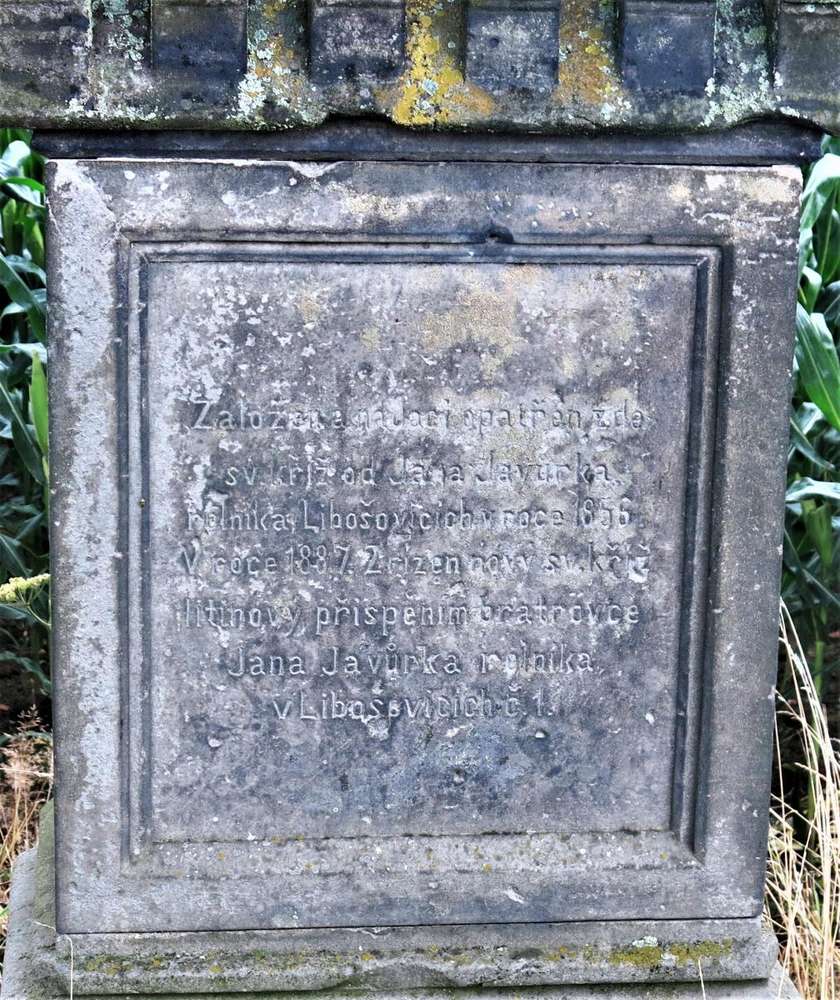 Založen a nadací opatřen zde
sv. kříž od Jana Javůrka,
rolníka, Libošovicích v roce 1856.
V roce 1887. Zřízen nový sv. kříž
litinový, přispěním bratrovce
Jana Javůrka rolníka,
v Libošovicích č. 1.